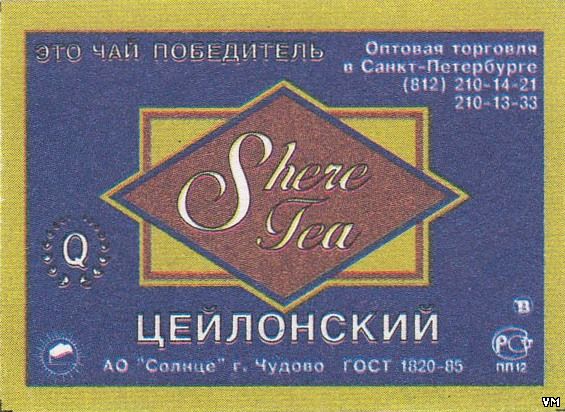 ЭТО ЧАЙ ПОБЕДИТЕЛЬ
Оптовая торговля
в Санкт-Петербурге
(812) 210-14-21
210-13-33
Shere
Tea
Q
ЦЕЙЛОНСКИЙ
В
РСТ
ПП12
АО "Солнце" г. Чудово ГОСТ 1820-85
VM